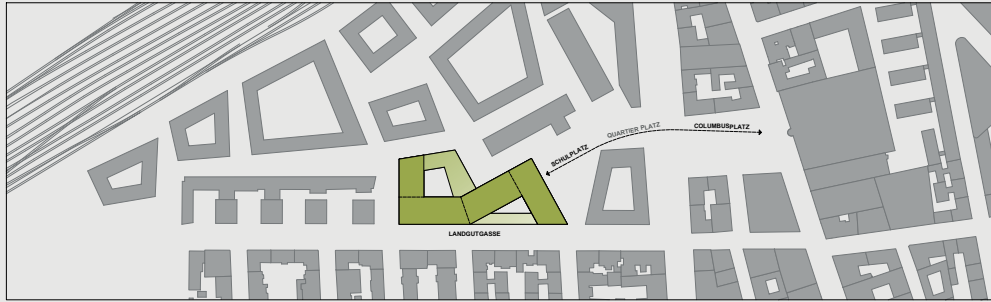 COLUMBUSPLATZ
QUARTIER PLATZ
SCHULPLATZ
LANDGUTGASSE